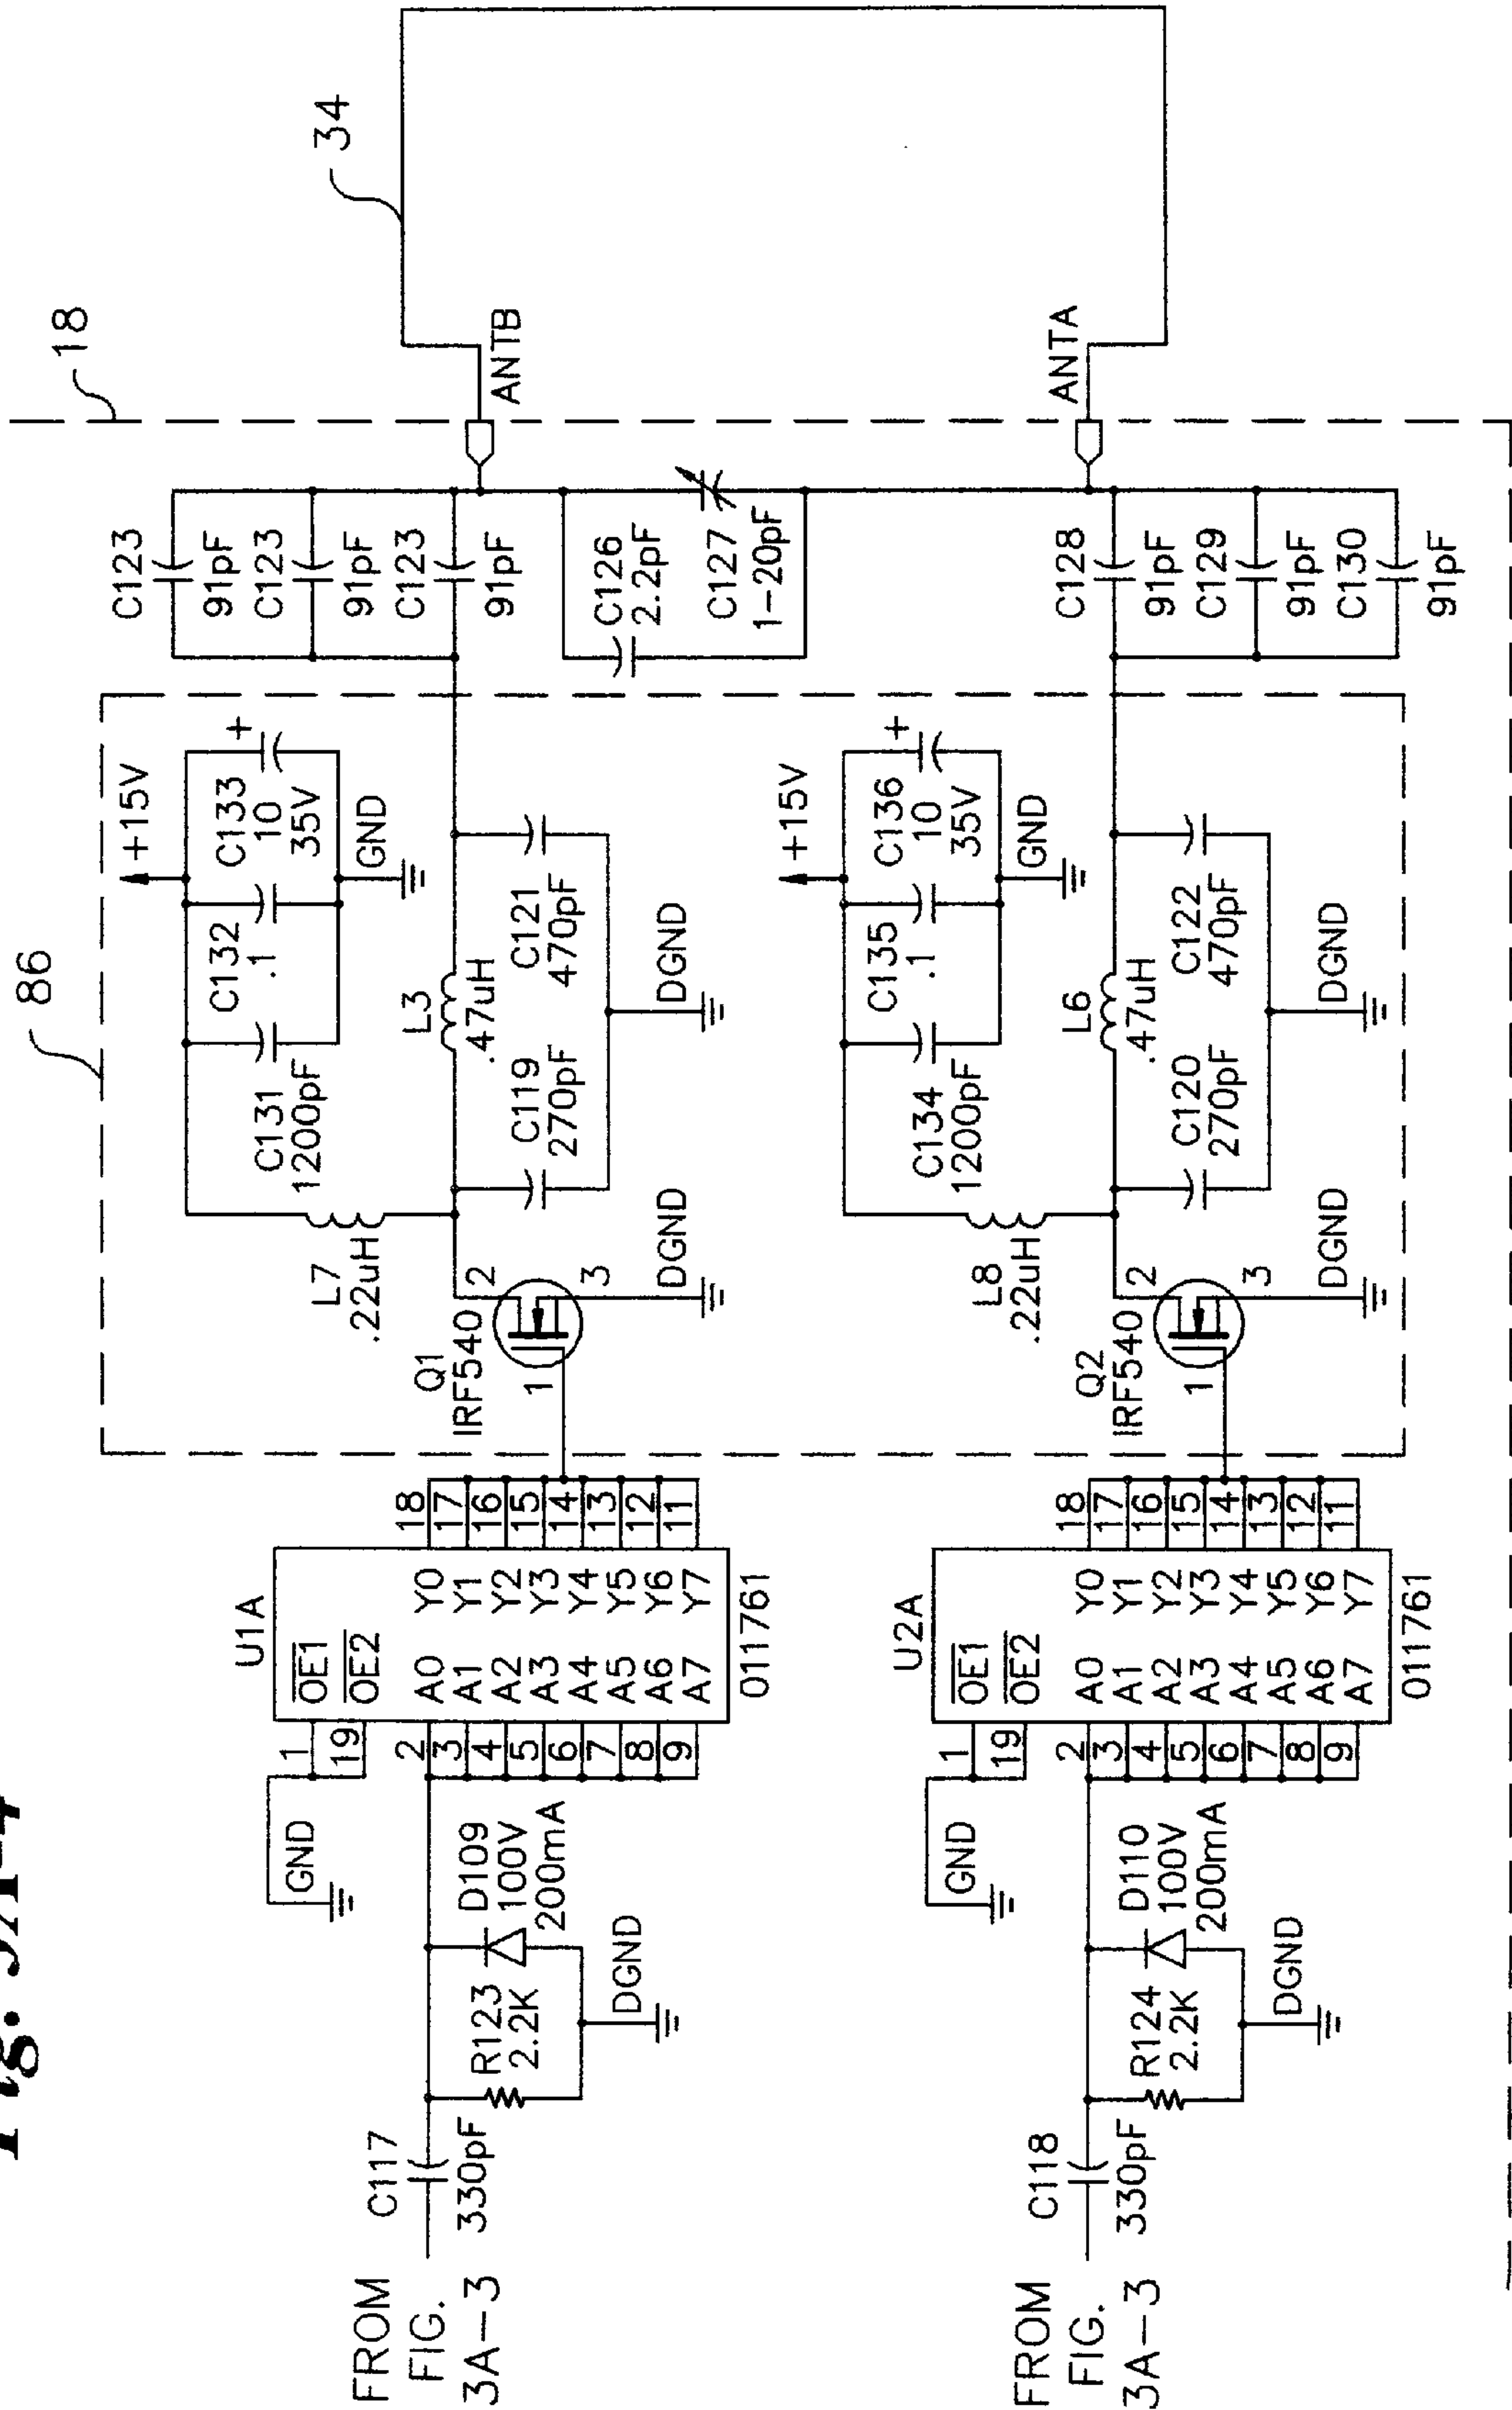 86
18
34
+15V
C131
1200pF
C132
.1
C133
10
35V
+
GND
L7
.22uH
L3
.47uH
C119
270pF
C121
470pF
DGND
Q1
IRF540
1
2
3
DGND
C123
91pF
C123
91pF
C123
91pF
C126
2.2pF
C127
1-20pF
ANTB
U1A
OE1
OE2
A0 Y0
A1 Y1
A2 Y2
A3 Y3
A4 Y4
A5 Y5
A6 Y6
A7 Y7
011761
1
19
2
3
4
5
6
7
8
9
18
17
16
15
14
13
12
11
GND
FROM
FIG.
3A-3
C117
330pF
R123
2.2K
D109
100V
200mA
DGND
+15V
C134
1200pF
C135
.1
C136
10
35V
+
GND
L8
.22uH
L6
.47uH
C120
270pF
C122
470pF
DGND
Q2
IRF540
1
2
3
DGND
ANTA
C128
91pF
C129
91pF
C130
91pF
U2A
OE1
OE2
A0 Y0
A1 Y1
A2 Y2
A3 Y3
A4 Y4
A5 Y5
A6 Y6
A7 Y7
011761
1
19
2
3
4
5
6
7
8
9
18
17
16
15
14
13
12
11
GND
FROM
FIG.
3A-3
C118
330pF
R124
2.2K
D110
100V
200mA
DGND